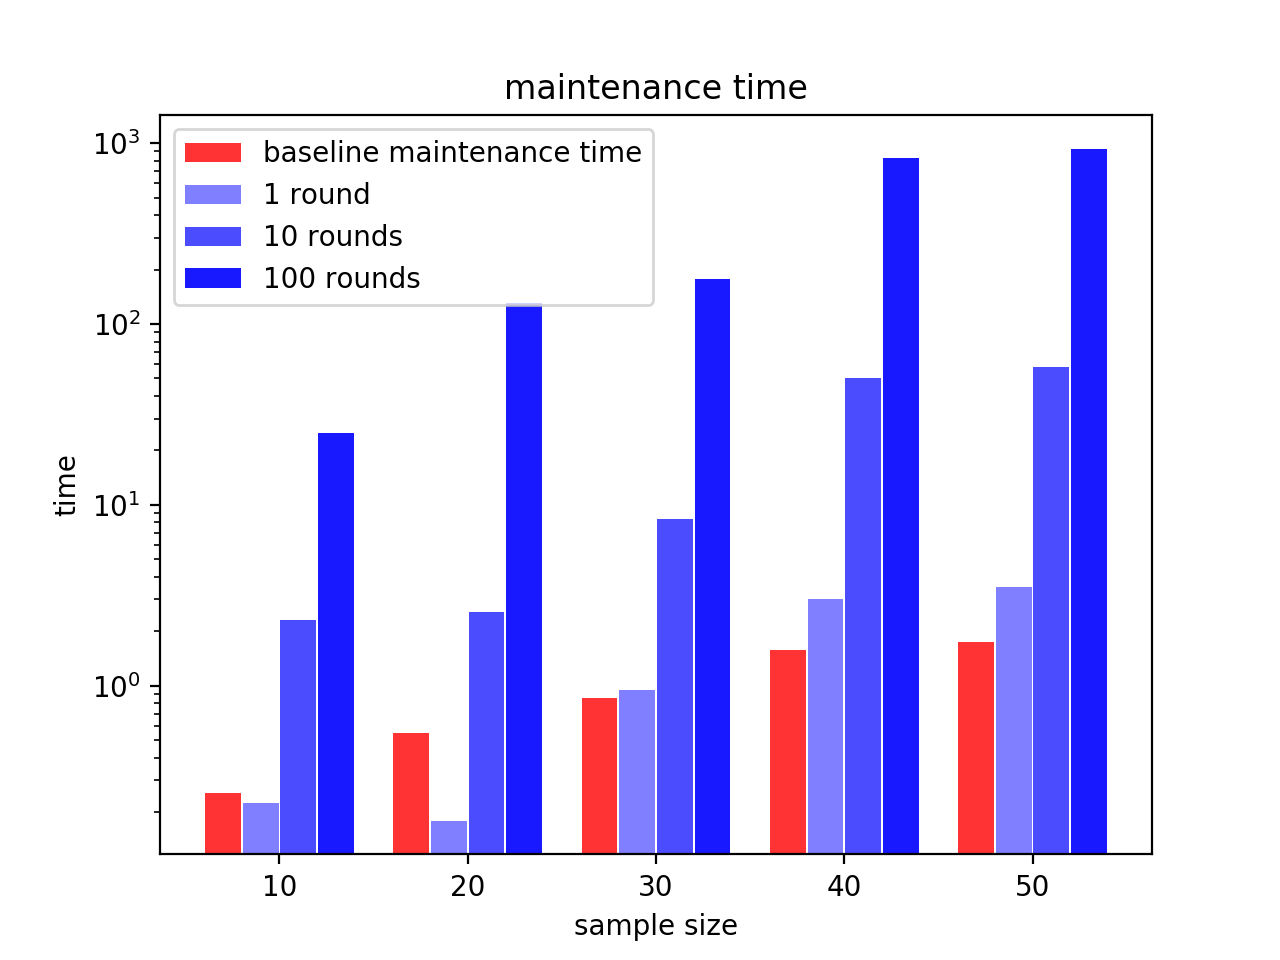 maintenance time
10³
10²
10¹
10⁰
time
baseline maintenance time
1 round
10 rounds
100 rounds
10 20 30 40 50
sample size